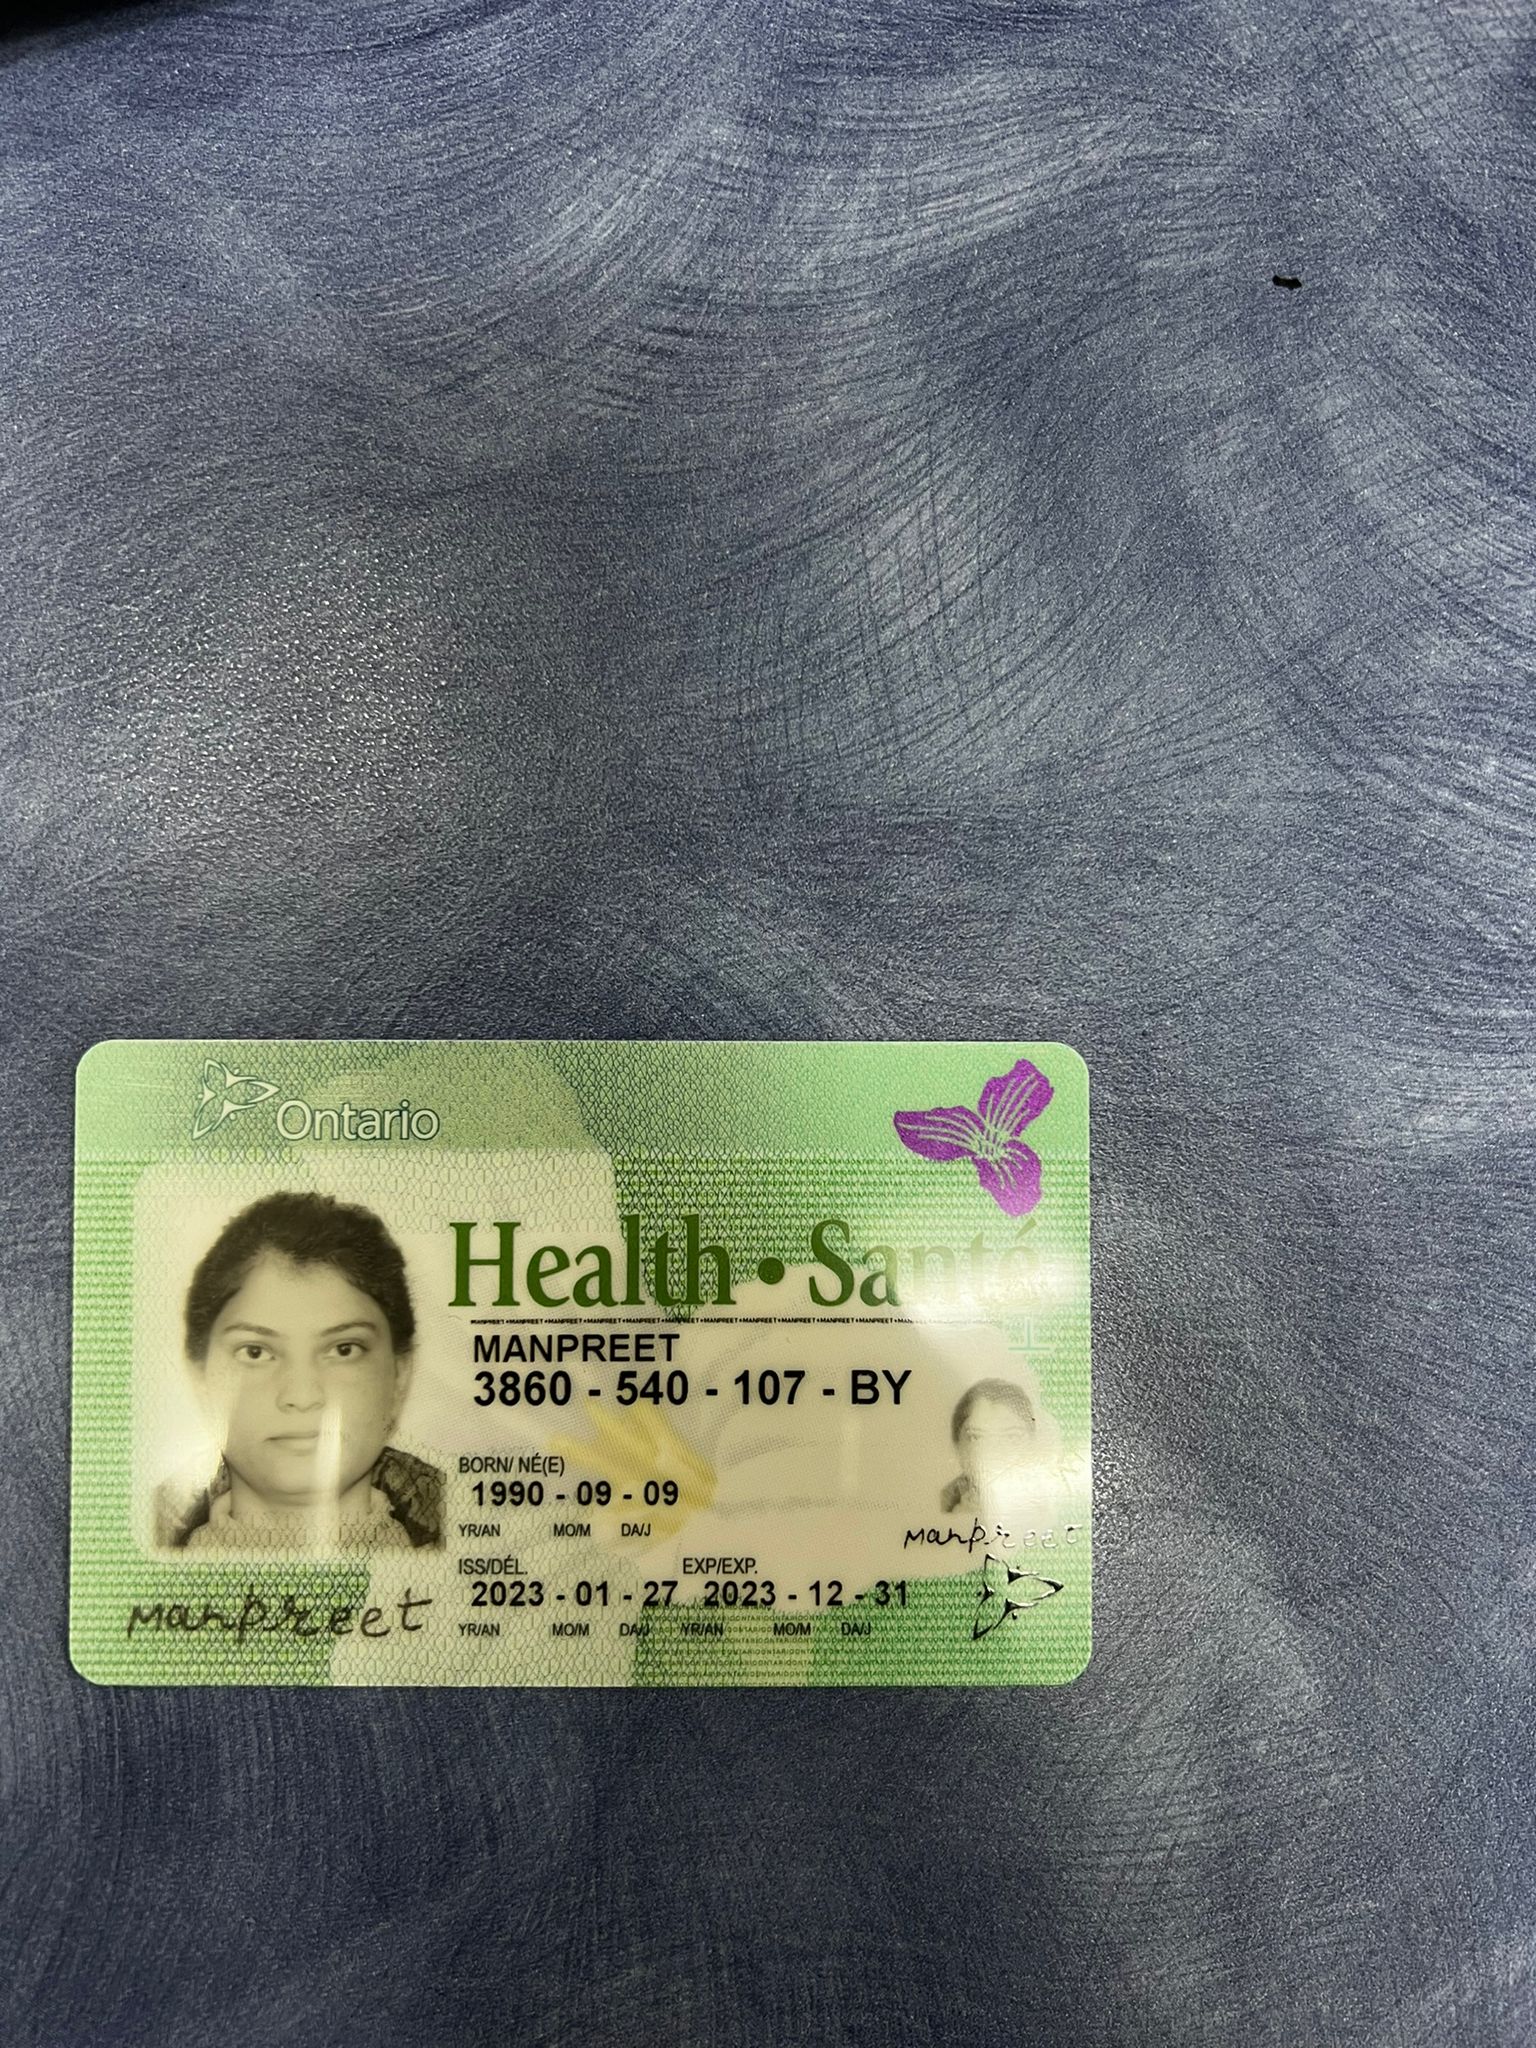 Ontario
Health • Santé
MANPREET
3860 - 540 - 107 - BY
BORN/ NÉ(E)
1990 - 09 - 09
YR/AN MO/M DA/J
ISS/DÉL. EXP/EXP.
2023 - 01 - 27 2023 - 12 - 31
YR/AN MO/M DA/J YR/AN MO/M DA/J
Manpreet
Manpreet